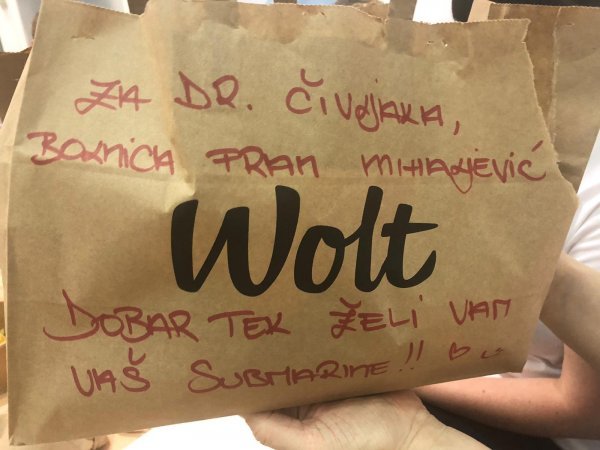 ZA DR. ČIVLJAKA,
BOLNICA FRAN MIHALJEVIĆ
Wolt
DOBAR TEK ŽELI VAM
VAŠ SUBMARINE!!